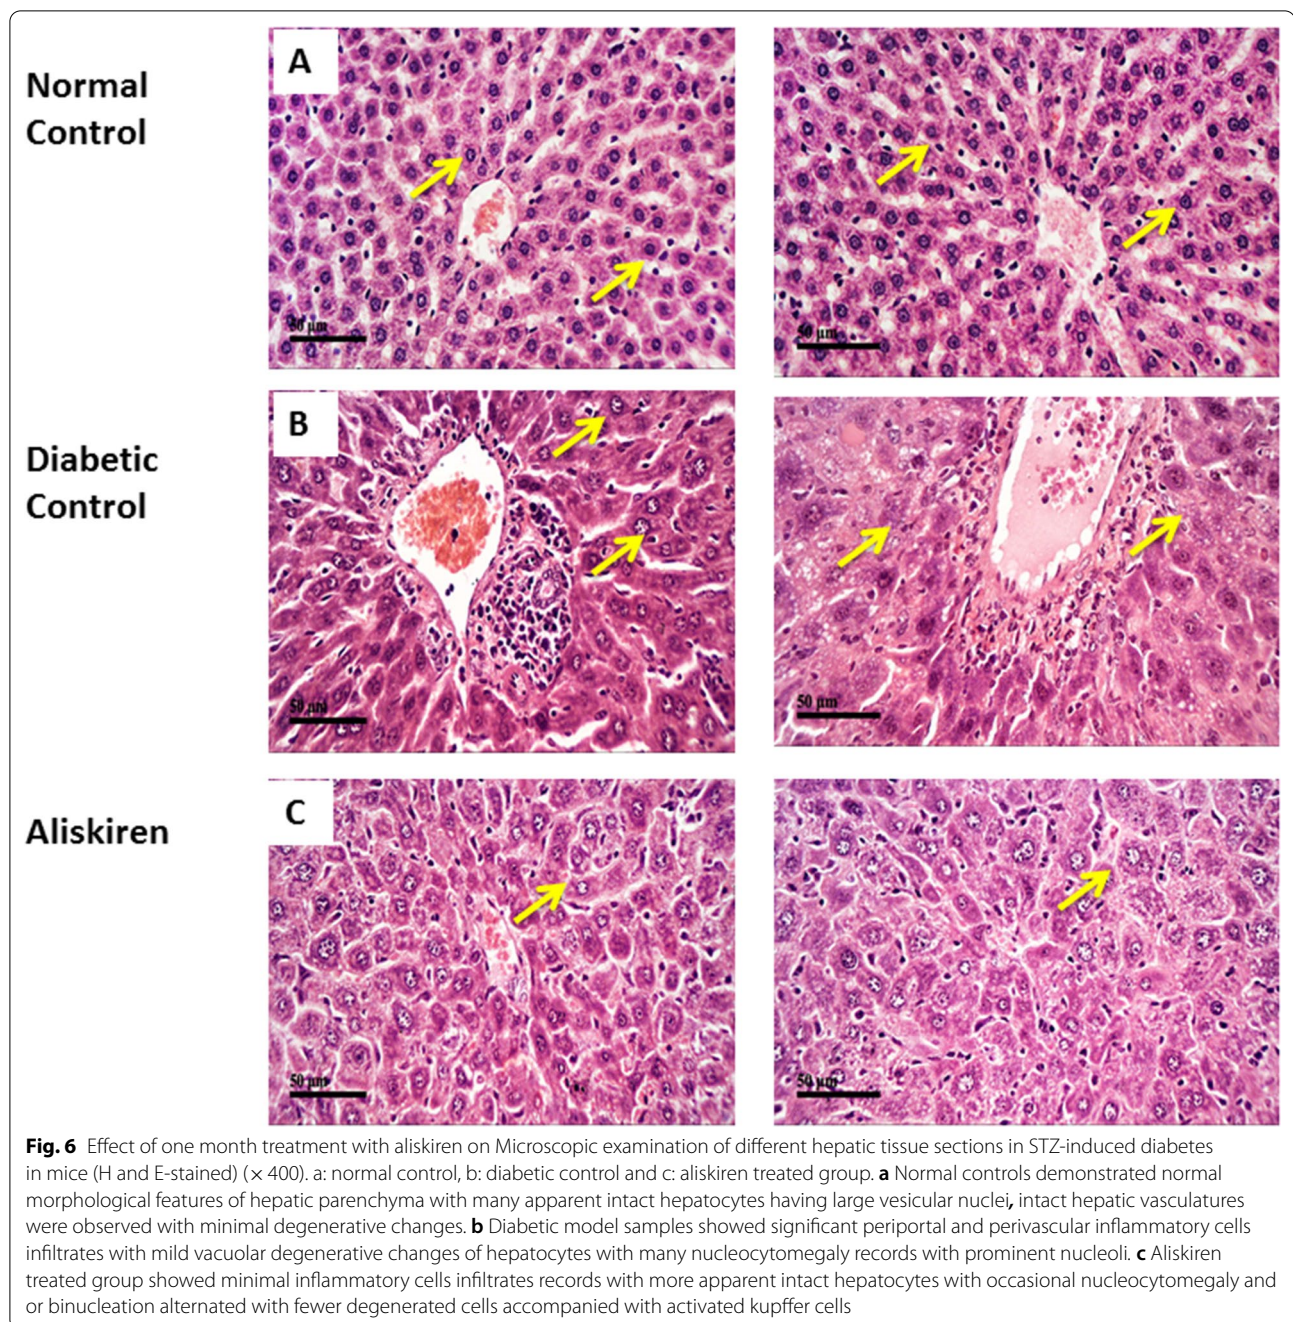 Normal
Control
A
50 µm
50 µm
Diabetic
Control
B
50 µm
50 µm
Aliskiren
C
50 µm
50 µm
Fig. 6 Effect of one month treatment with aliskiren on Microscopic examination of different hepatic tissue sections in STZ-induced diabetes
in mice (H and E-stained) (× 400). a: normal control, b: diabetic control and c: aliskiren treated group. a Normal controls demonstrated normal
morphological features of hepatic parenchyma with many apparent intact hepatocytes having large vesicular nuclei, intact hepatic vasculatures
were observed with minimal degenerative changes. b Diabetic model samples showed significant periportal and perivascular inflammatory cells
infiltrates with mild vacuolar degenerative changes of hepatocytes with many nucleocytomegaly records with prominent nucleoli. c Aliskiren
treated group showed minimal inflammatory cells infiltrates records with more apparent intact hepatocytes with occasional nucleocytomegaly and
or binucleation alternated with fewer degenerated cells accompanied with activated kupffer cells